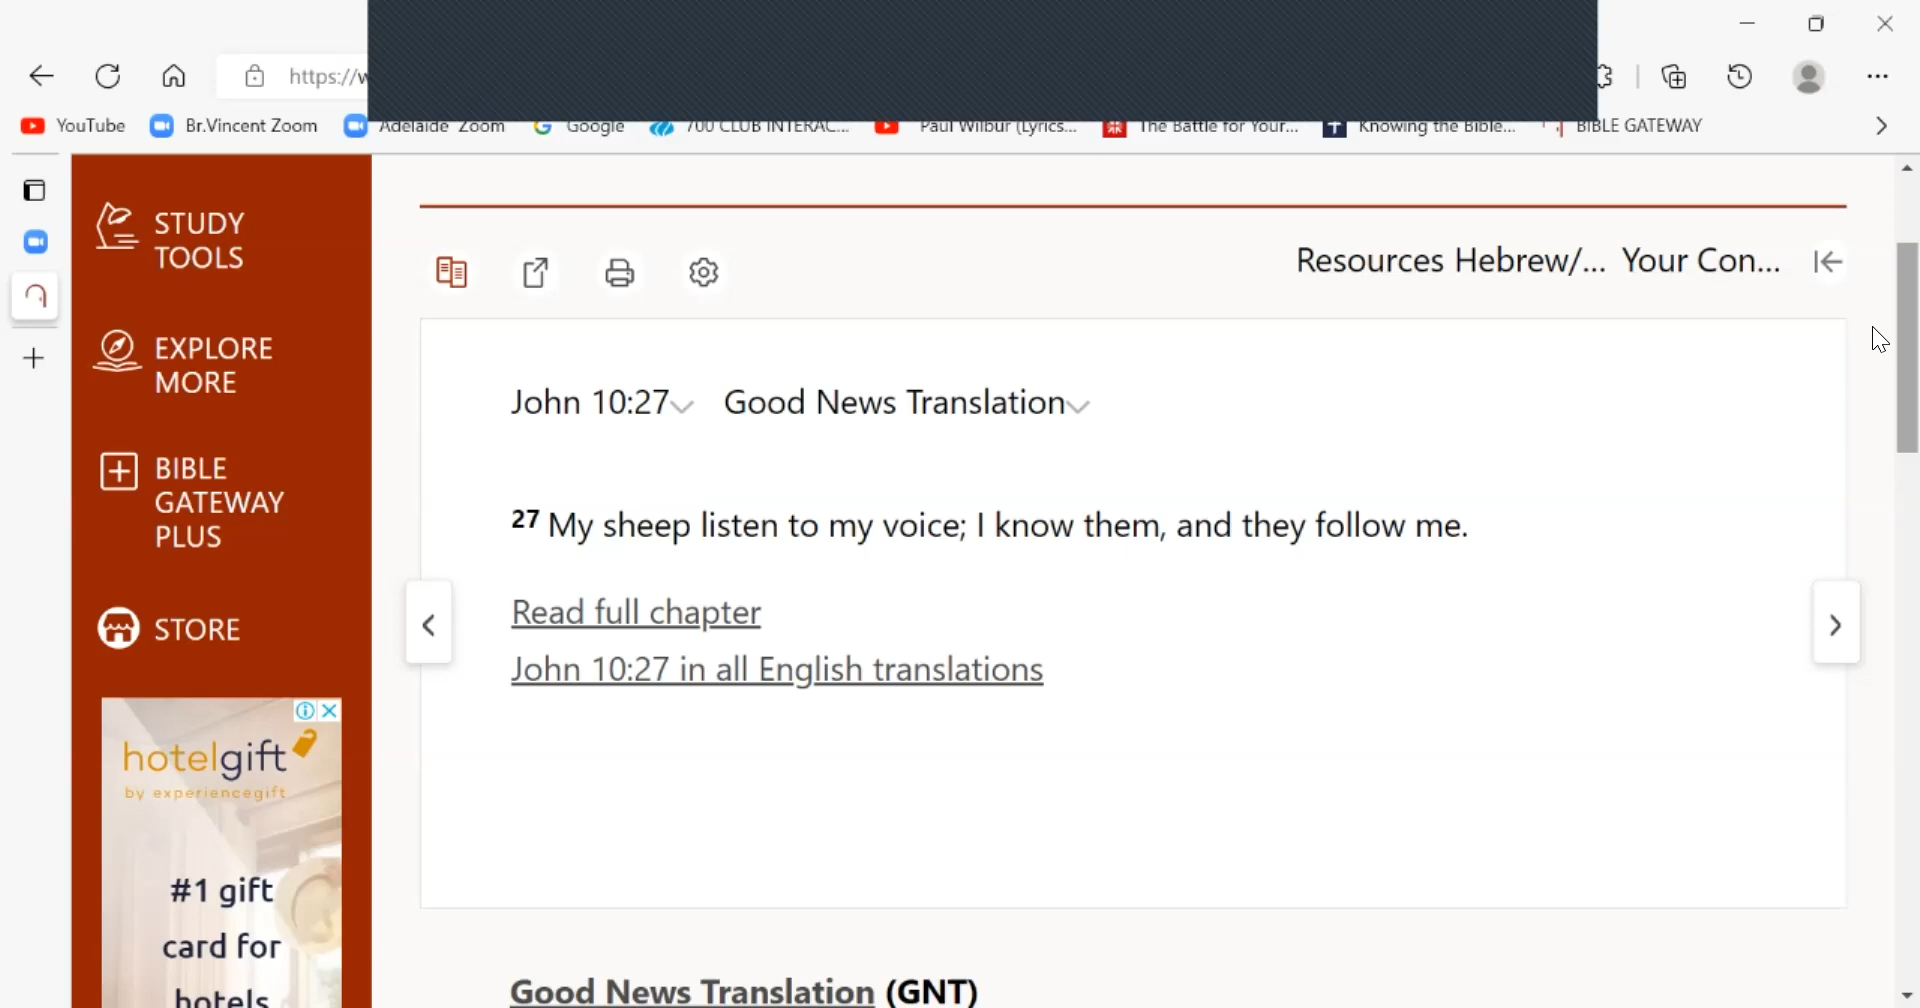 https://w
YouTube Br.Vincent Zoom Adelaide Zoom Google 700 CLUB INTERAC... Paul Wilbur (Lyrics... The Battle for Your... Knowing the Bible... BIBLE GATEWAY
STUDY
TOOLS
EXPLORE
MORE
BIBLE
GATEWAY
PLUS
STORE
hotelgift
by experiencegift
#1 gift
card for
hotels
Resources Hebrew/... Your Con...
John 10:27 Good News Translation
27 My sheep listen to my voice; I know them, and they follow me.
Read full chapter
John 10:27 in all English translations
Good News Translation (GNT)